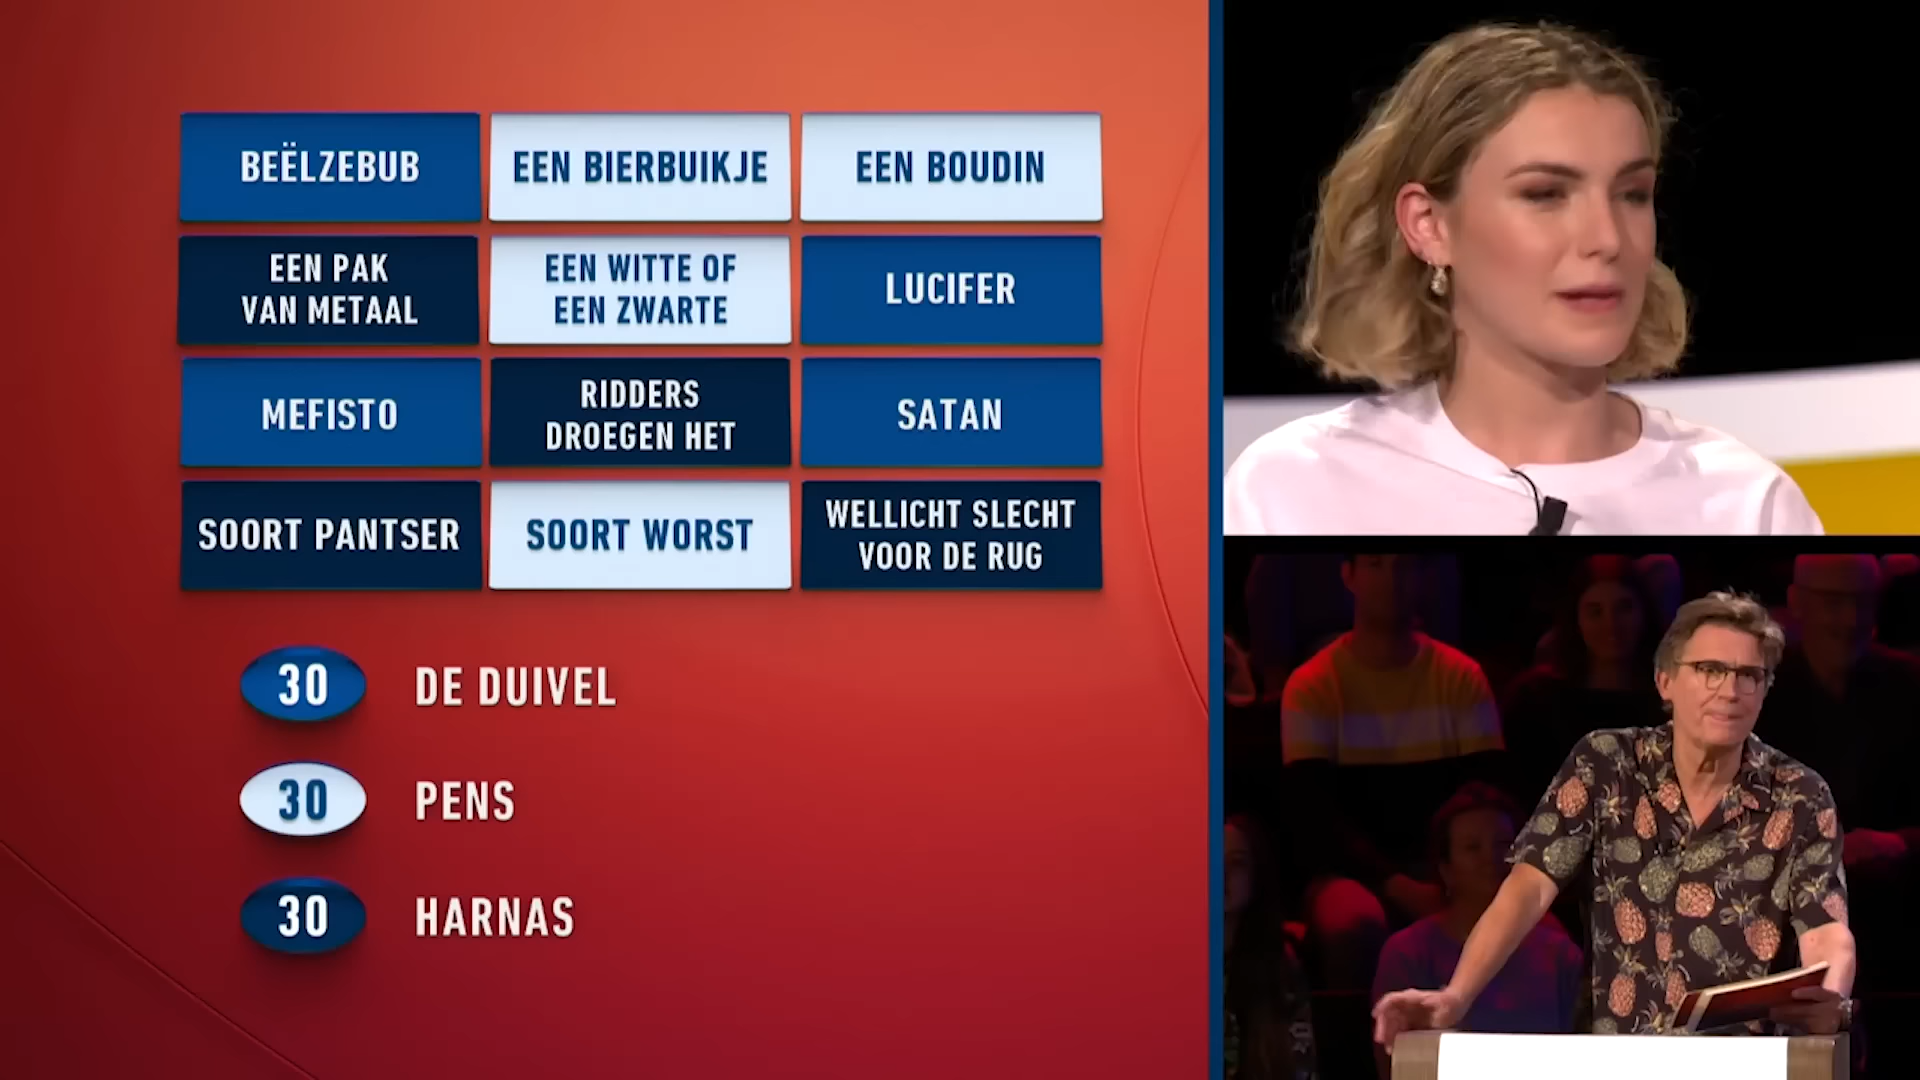 BEËLZEBUB
EEN BIERBUIKJE
EEN BOUDIN
EEN PAK
VAN METAAL
EEN WITTE OF
EEN ZWARTE
LUCIFER
MEFISTO
RIDDERS
DROEGEN HET
SATAN
SOORT PANTSER
SOORT WORST
WELLICHT SLECHT
VOOR DE RUG
30 DE DUIVEL
30 PENS
30 HARNAS